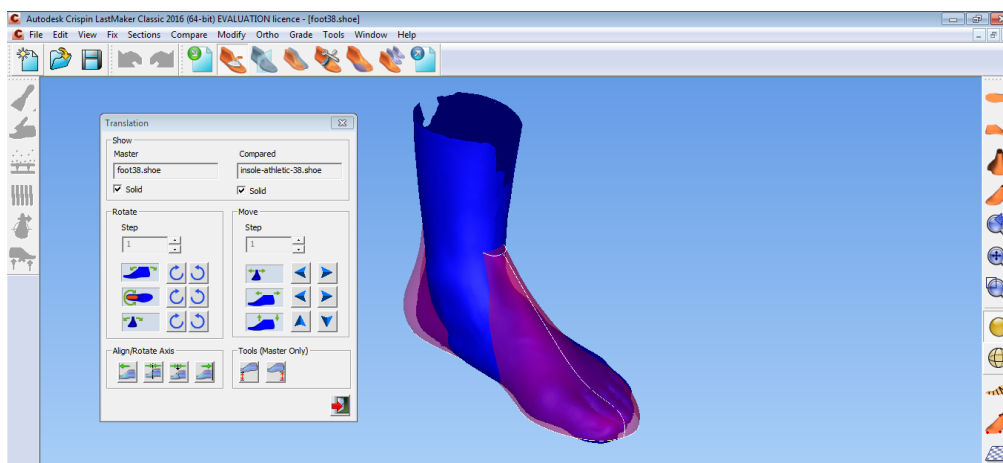 Autodesk Crispin LastMaker Classic 2016 (64-bit) EVALUATION licence - [foot38.shoe]
File Edit View Fix Sections Compare Modify Ortho Grade Tools Window Help
Translation
Show
Master Compared
foot38.shoe insole-athletic-38.shoe
Solid Solid
Rotate Move
Step Step
1 1
Align/Rotate Axis Tools (Master Only)